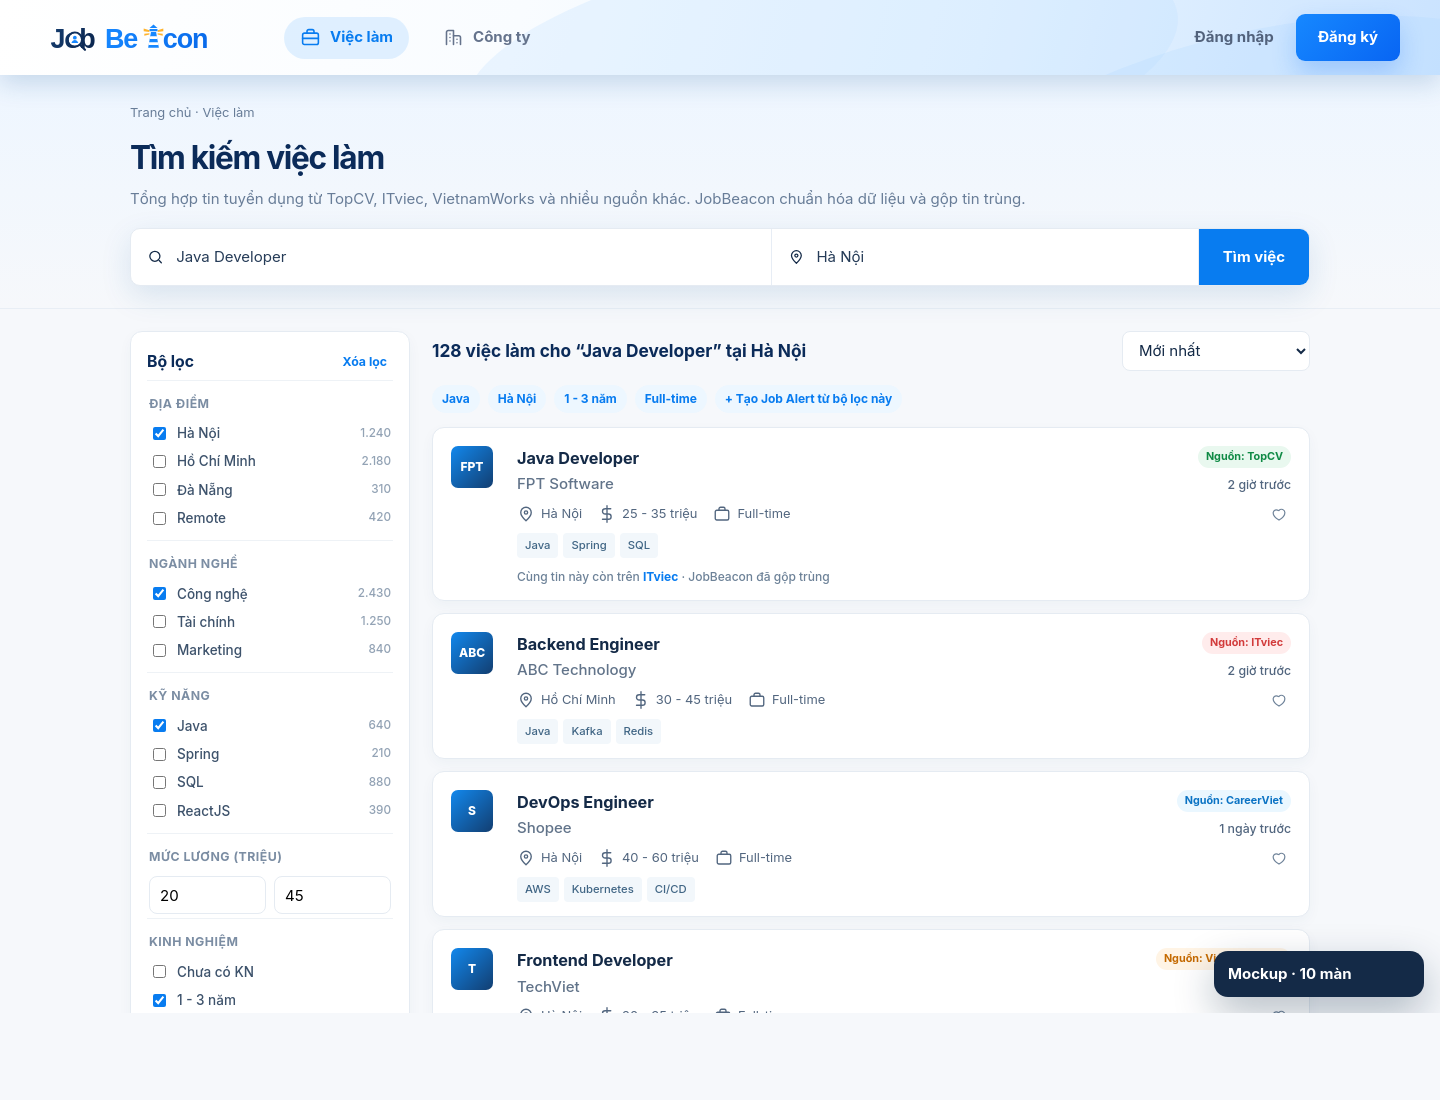 Job Beacon
Việc làm
Công ty
Đăng nhập
Đăng ký
Trang chủ · Việc làm
Tìm kiếm việc làm
Tổng hợp tin tuyển dụng từ TopCV, ITviec, VietnamWorks và nhiều nguồn khác. JobBeacon chuẩn hóa dữ liệu và gộp tin trùng.
Java Developer
Hà Nội
Tìm việc
Bộ lọc
Xóa lọc
ĐỊA ĐIỂM
Hà Nội 1.240
Hồ Chí Minh 2.180
Đà Nẵng 310
Remote 420
NGÀNH NGHỀ
Công nghệ 2.430
Tài chính 1.250
Marketing 840
KỸ NĂNG
Java 640
Spring 210
SQL 880
ReactJS 390
MỨC LƯƠNG (TRIỆU)
20 45
KINH NGHIỆM
Chưa có KN
1 - 3 năm
128 việc làm cho “Java Developer” tại Hà Nội
Mới nhất
Java Hà Nội 1 - 3 năm Full-time + Tạo Job Alert từ bộ lọc này
FPT
Java Developer
Nguồn: TopCV
FPT Software
2 giờ trước
Hà Nội 25 - 35 triệu Full-time
Java Spring SQL
Cùng tin này còn trên ITviec · JobBeacon đã gộp trùng
ABC
Backend Engineer
Nguồn: ITviec
ABC Technology
2 giờ trước
Hồ Chí Minh 30 - 45 triệu Full-time
Java Kafka Redis
S
DevOps Engineer
Nguồn: CareerViet
Shopee
1 ngày trước
Hà Nội 40 - 60 triệu Full-time
AWS Kubernetes CI/CD
T
Frontend Developer
Nguồn:
TechViet
Mockup · 10 màn